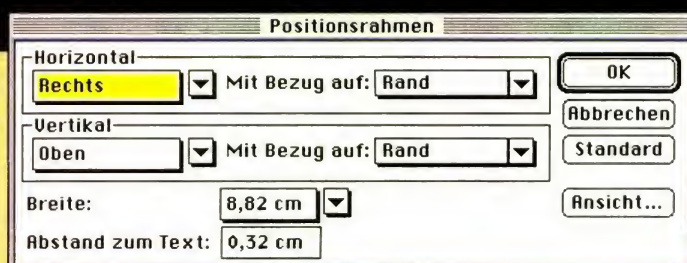 Positionsrahmen
Horizontal
Rechts Mit Bezug auf: Rand
OK
Abbrechen
Vertikal
Oben Mit Bezug auf: Rand
Standard
Breite: 8,82 cm
Ansicht...
Abstand zum Text: 0,32 cm